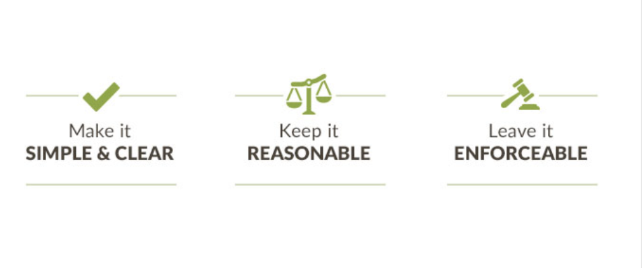 Make it
SIMPLE & CLEAR
Keep it
REASONABLE
Leave it
ENFORCEABLE